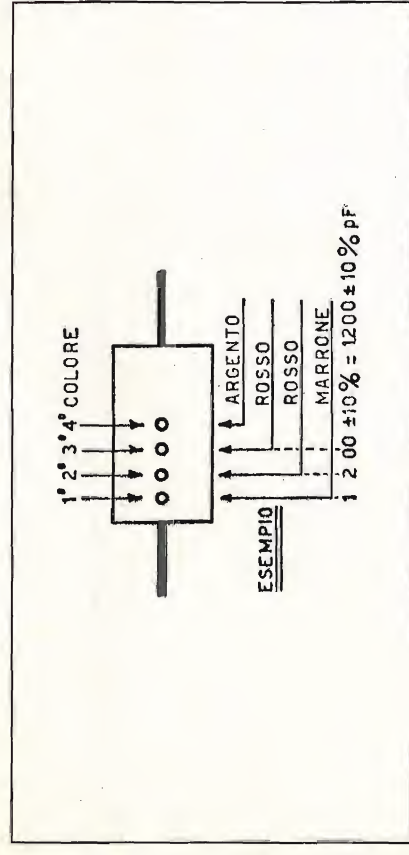 1° 2° 3° 4° COLORE
ESEMPIO
ARGENTO
ROSSO
ROSSO
MARRONE
1 2 00 ±10% = 1200 ±10% pF